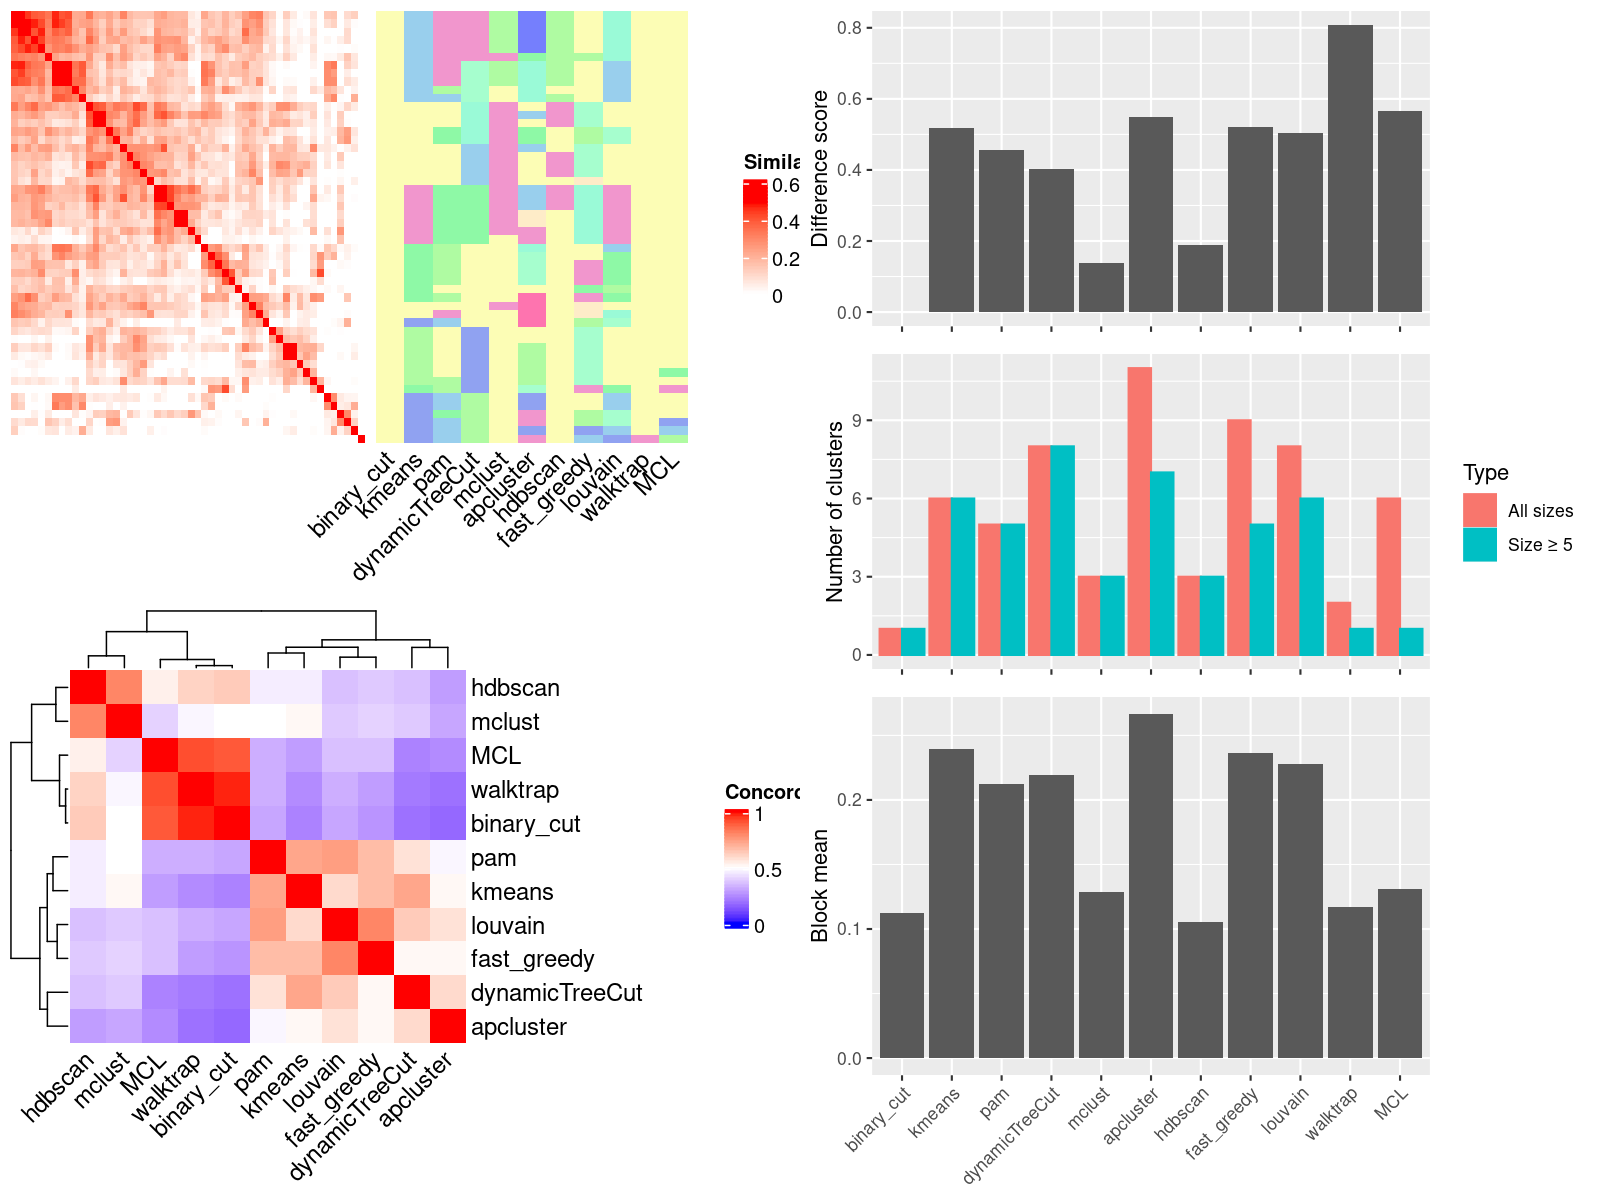 Simila
0.6
0.4
0.2
0
binary_cut
kmeans
pam
dynamicTreeCut
mclust
apcluster
hdbscan
fast_greedy
louvain
walktrap
MCL
hdbscan
mclust
MCL
walktrap
binary_cut
pam
kmeans
louvain
fast_greedy
dynamicTreeCut
apcluster
hdbscan
mclust
MCL
walktrap
binary_cut
pam
kmeans
louvain
fast_greedy
dynamicTreeCut
apcluster
Concord
1
0.5
0
Difference score
0.8
0.6
0.4
0.2
0.0
Number of clusters
9
6
3
0
Type
All sizes
Size ≥ 5
Block mean
0.2
0.1
0.0
binary_cut
kmeans
pam
dynamicTreeCut
mclust
apcluster
hdbscan
fast_greedy
louvain
walktrap
MCL